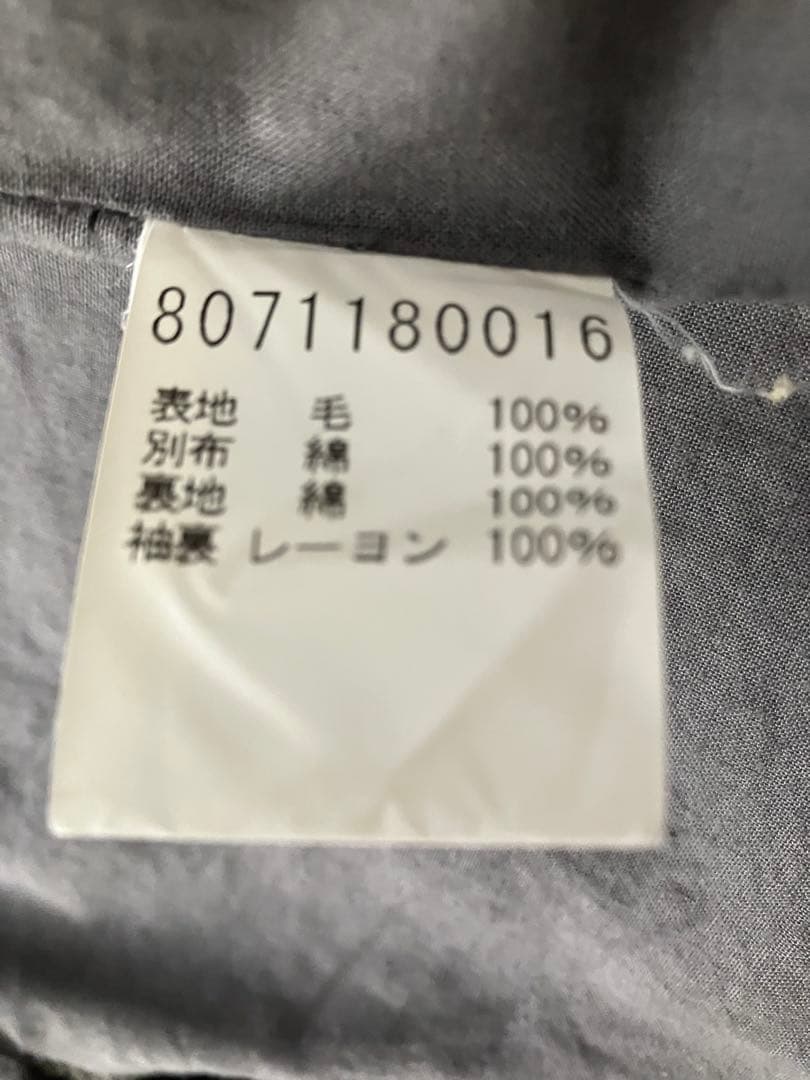 8071180016
表地 毛 100%
別布 綿 100%
裏地 綿 100%
袖裏 レーヨン 100%